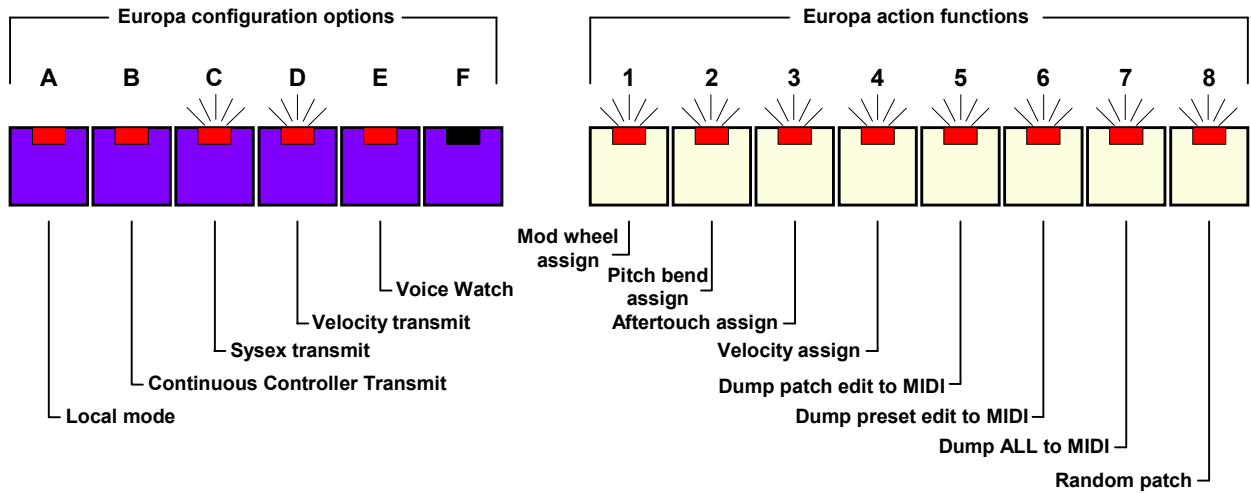 Europa configuration options
Europa action functions
A B C D E F
1 2 3 4 5 6 7 8
Mod wheel
assign
Pitch bend
assign
Voice Watch
Aftertouch assign
Velocity transmit
Velocity assign
Sysex transmit
Continuous Controller Transmit
Dump patch edit to MIDI
Local mode
Dump preset edit to MIDI
Dump ALL to MIDI
Random patch